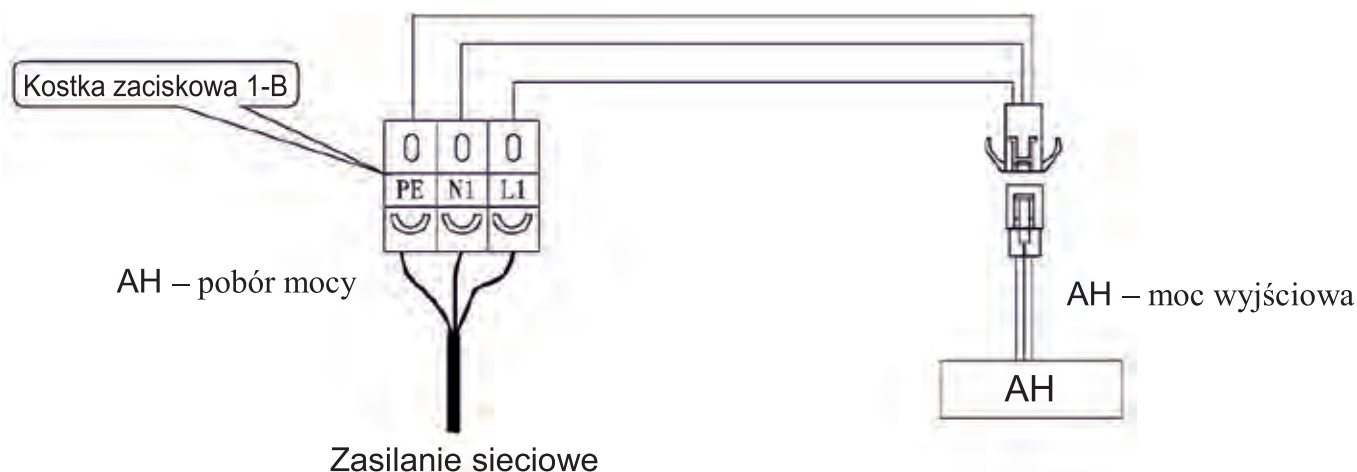 Kostka zaciskowa 1-B
PE N1 L1
AH – pobór mocy
AH – moc wyjściowa
AH
Zasilanie sieciowe